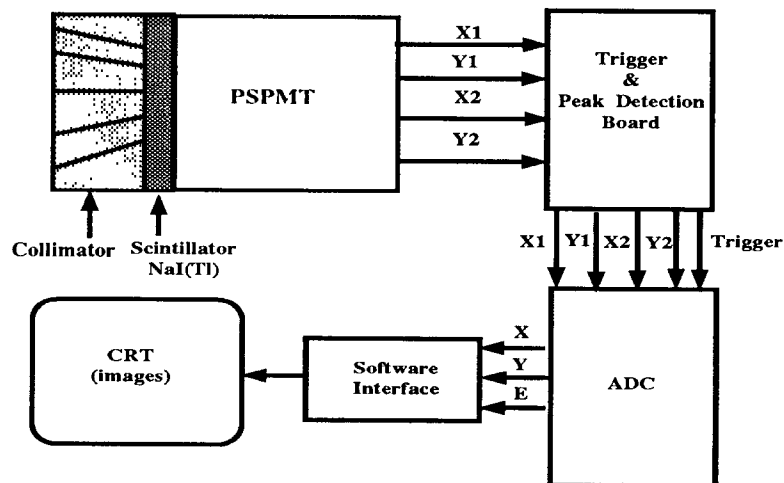 X1
Y1
X2
Y2
PSPMT
Trigger
&
Peak Detection
Board
Collimator
Scintillator
NaI(Tl
X1
Y1
X2
Y2
Trigger
CRT
(images)
Software
Interface
X
Y
E
ADC